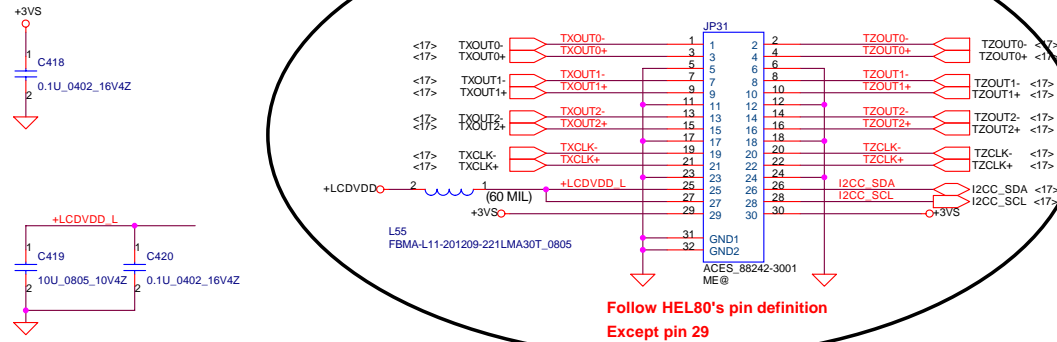 +3VS
1
C418
0.1U_0402_16V4Z
2
+LCDVDD_L
1
C419
10U_0805_10V4Z
2
1
C420
0.1U_0402_16V4Z
2
JP31
<17> TXOUT0- TXOUT0- 1 1 2 2 TZOUT0- TZOUT0- <17>
<17> TXOUT0+ TXOUT0+ 3 3 4 4 TZOUT0+ TZOUT0+ <17>
5 5 6 6
<17> TXOUT1- TXOUT1- 7 7 8 8 TZOUT1- TZOUT1- <17>
<17> TXOUT1+ TXOUT1+ 9 9 10 10 TZOUT1+ TZOUT1+ <17>
11 11 12 12
<17> TXOUT2- TXOUT2- 13 13 14 14 TZOUT2- TZOUT2- <17>
<17> TXOUT2+ TXOUT2+ 15 15 16 16 TZOUT2+ TZOUT2+ <17>
17 17 18 18
<17> TXCLK- TXCLK- 19 19 20 20 TZCLK- TZCLK- <17>
<17> TXCLK+ TXCLK+ 21 21 22 22 TZCLK+ TZCLK+ <17>
23 23 24 24
+LCDVDD 2 1 +LCDVDD_L 25 25 26 26 I2CC_SDA I2CC_SDA <17>
(60 MIL) 27 27 28 28 I2CC_SCL I2CC_SCL <17>
+3VS 29 29 30 30 +3VS
L55
FBMA-L11-201209-221LMA30T_0805
31 GND1
32 GND2
ACES_88242-3001
ME@
Follow HEL80's pin definition
Except pin 29